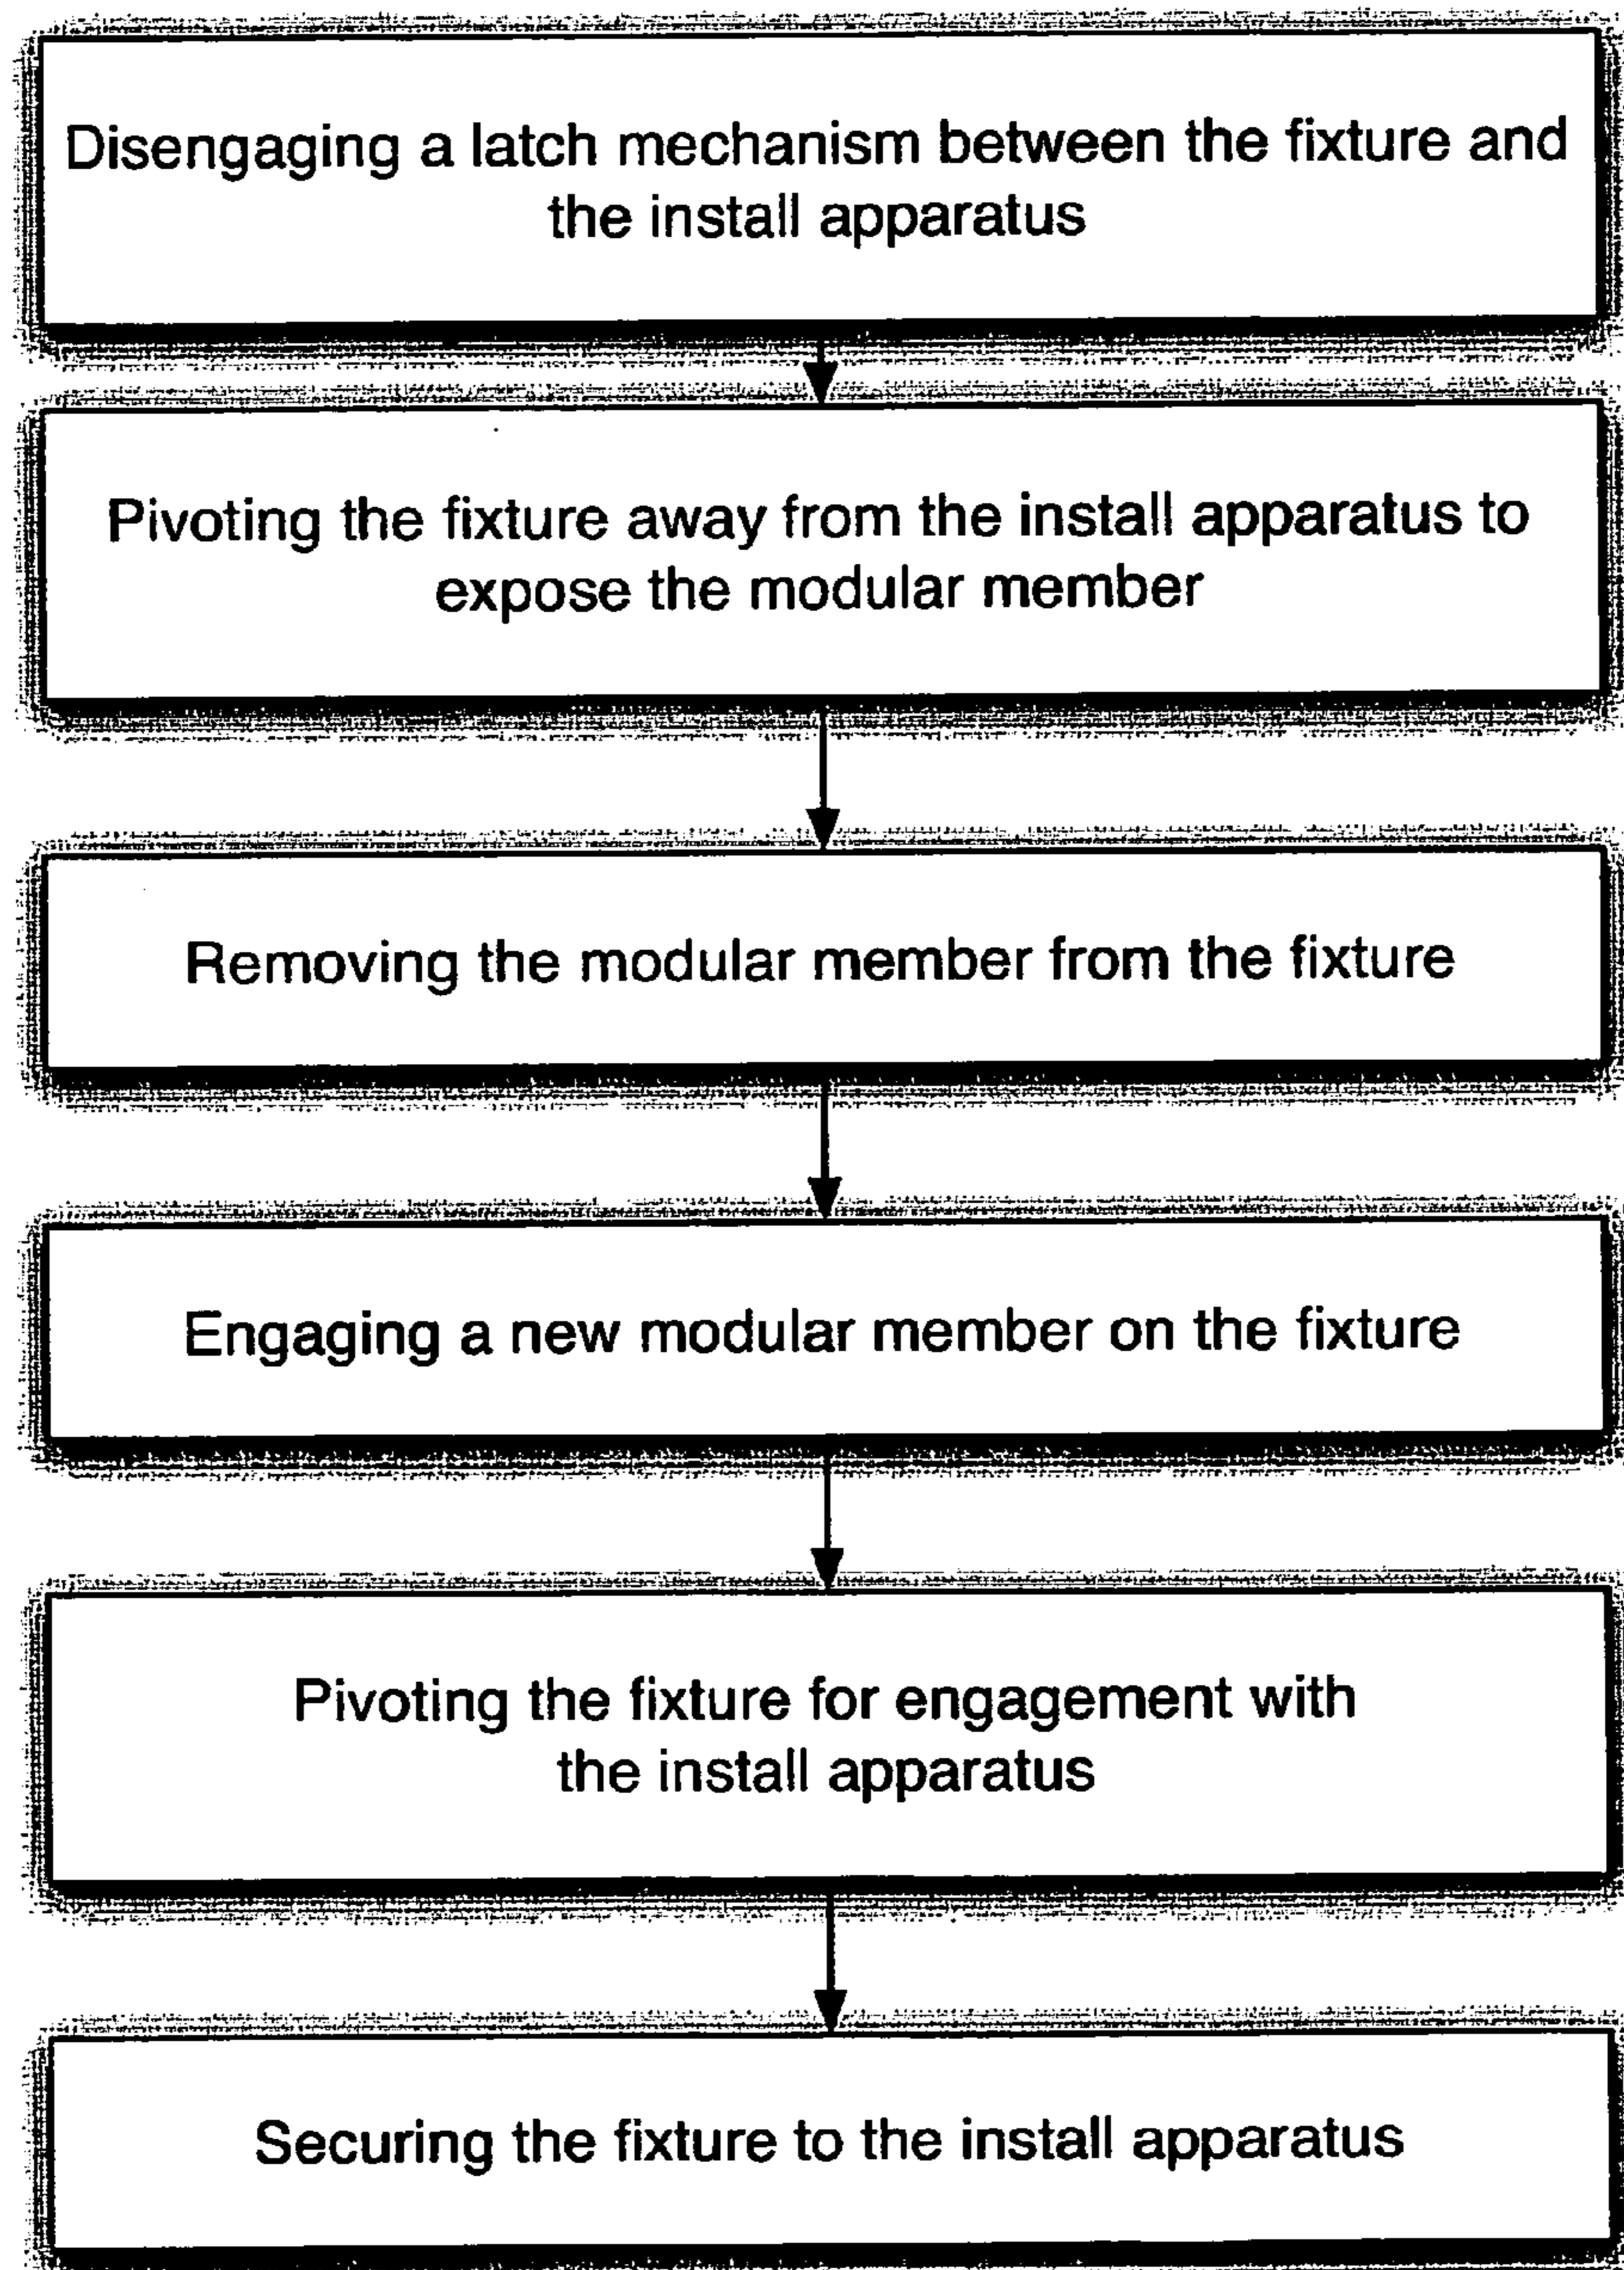 Disengaging a latch mechanism between the fixture and
the install apparatus
Pivoting the fixture away from the install apparatus to
expose the modular member
Removing the modular member from the fixture
Engaging a new modular member on the fixture
Pivoting the fixture for engagement with
the install apparatus
Securing the fixture to the install apparatus